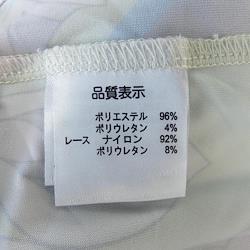 品質表示
ポリエステル 96%
ポリウレタン 4%
レース ナイロン 92%
ポリウレタン 8%